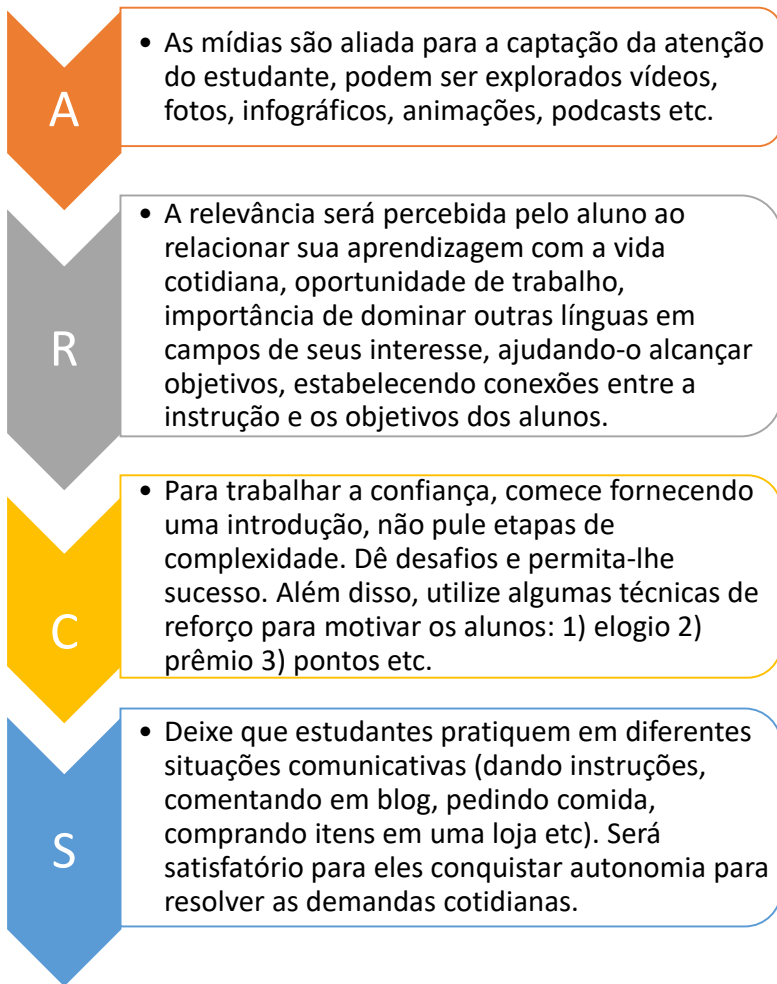 A
• As mídias são aliada para a captação da atenção
do estudante, podem ser explorados vídeos,
fotos, infográficos, animações, podcasts etc.
R
• A relevância será percebida pelo aluno ao
relacionar sua aprendizagem com a vida
cotidiana, oportunidade de trabalho,
importância de dominar outras línguas em
campos de seus interesse, ajudando-o alcançar
objetivos, estabelecendo conexões entre a
instrução e os objetivos dos alunos.
C
• Para trabalhar a confiança, comece fornecendo
uma introdução, não pule etapas de
complexidade. Dê desafios e permita-lhe
sucesso. Além disso, utilize algumas técnicas de
reforço para motivar os alunos: 1) elogio 2)
prêmio 3) pontos etc.
S
• Deixe que estudantes pratiquem em diferentes
situações comunicativas (dando instruções,
comentando em blog, pedindo comida,
comprando itens em uma loja etc). Será
satisfatório para eles conquistar autonomia para
resolver as demandas cotidianas.